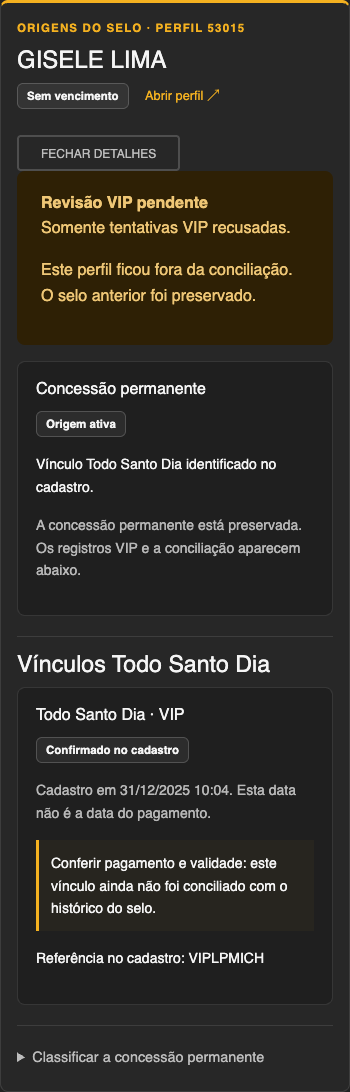 ORIGENS DO SELO · PERFIL 53015
GISELE LIMA
Sem vencimento
Abrir perfil ↗
FECHAR DETALHES
Revisão VIP pendente
Somente tentativas VIP recusadas.
Este perfil ficou fora da conciliação.
O selo anterior foi preservado.
Concessão permanente
Origem ativa
Vínculo Todo Santo Dia identificado no
cadastro.
A concessão permanente está preservada.
Os registros VIP e a conciliação aparecem
abaixo.
Vínculos Todo Santo Dia
Todo Santo Dia · VIP
Confirmado no cadastro
Cadastro em 31/12/2025 10:04. Esta data
não é a data do pagamento.
Conferir pagamento e validade: este
vínculo ainda não foi conciliado com o
histórico do selo.
Referência no cadastro: VIPLPMICH
▶ Classificar a concessão permanente